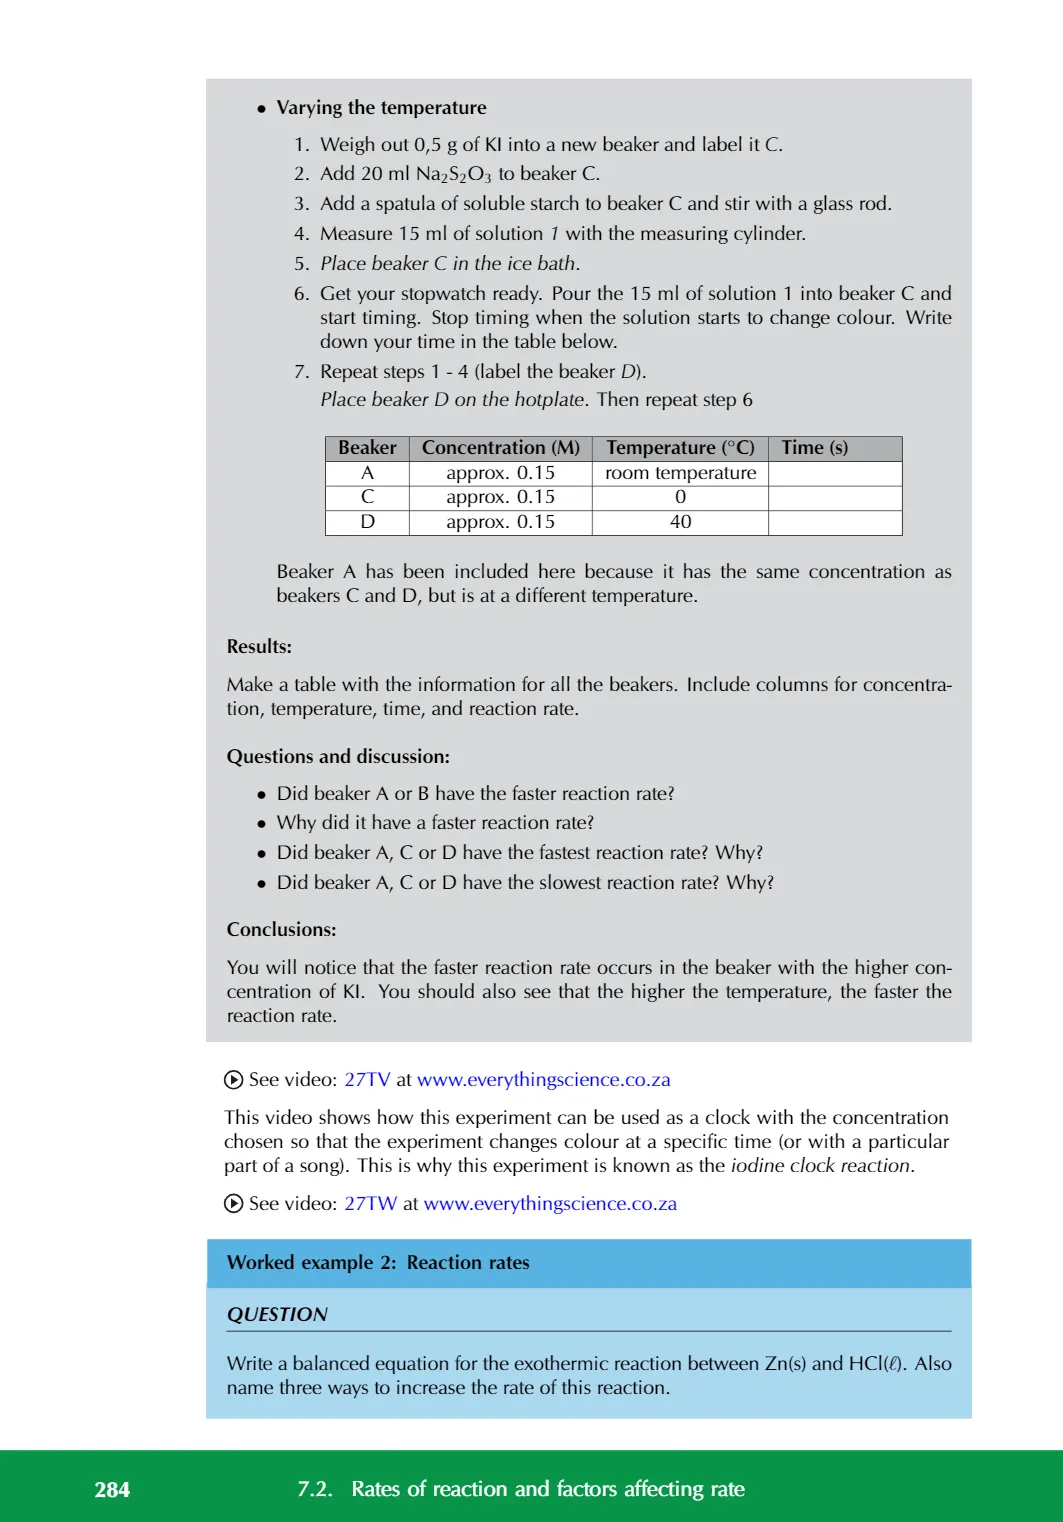 • Varying the temperature
1. Weigh out 0,5 g of KI into a new beaker and label it C.
2. Add 20 ml Na₂S₂O₃ to beaker C.
3. Add a spatula of soluble starch to beaker C and stir with a glass rod.
4. Measure 15 ml of solution 1 with the measuring cylinder.
5. Place beaker C in the ice bath.
6. Get your stopwatch ready. Pour the 15 ml of solution 1 into beaker C and
start timing. Stop timing when the solution starts to change colour. Write
down your time in the table below.
7. Repeat steps 1 - 4 (label the beaker D).
Place beaker D on the hotplate. Then repeat step 6
Beaker Concentration (M) Temperature (°C) Time (s)
A approx. 0.15 room temperature
C approx. 0.15 0
D approx. 0.15 40
Beaker A has been included here because it has the same concentration as
beakers C and D, but is at a different temperature.
Results:
Make a table with the information for all the beakers. Include columns for concentra-
tion, temperature, time, and reaction rate.
Questions and discussion:
• Did beaker A or B have the faster reaction rate?
• Why did it have a faster reaction rate?
• Did beaker A, C or D have the fastest reaction rate? Why?
• Did beaker A, C or D have the slowest reaction rate? Why?
Conclusions:
You will notice that the faster reaction rate occurs in the beaker with the higher con-
centration of KI. You should also see that the higher the temperature, the faster the
reaction rate.
See video: 27TV at www.everythingscience.co.za
This video shows how this experiment can be used as a clock with the concentration
chosen so that the experiment changes colour at a specific time (or with a particular
part of a song). This is why this experiment is known as the iodine clock reaction.
See video: 27TW at www.everythingscience.co.za
Worked example 2: Reaction rates
QUESTION
Write a balanced equation for the exothermic reaction between Zn(s) and HCl(ℓ). Also
name three ways to increase the rate of this reaction.
284 7.2. Rates of reaction and factors affecting rate